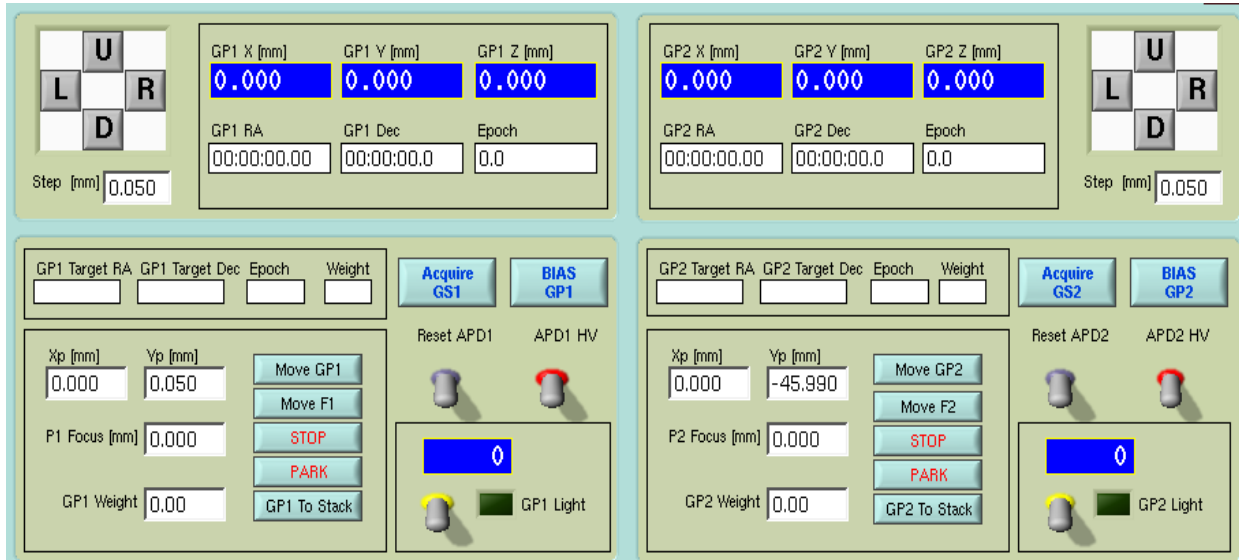 U
L R
D
Step [mm] 0.050
GP1 X [mm] GP1 Y [mm] GP1 Z [mm]
0.000 0.000 0.000
GP1 RA GP1 Dec Epoch
00:00:00.00 00:00:00.0 0.0
GP2 X [mm] GP2 Y [mm] GP2 Z [mm]
0.000 0.000 0.000
GP2 RA GP2 Dec Epoch
00:00:00.00 00:00:00.0 0.0
U
L R
D
Step [mm] 0.050
GP1 Target RA GP1 Target Dec Epoch Weight
Acquire
GS1
BIAS
GP1
Reset APD1 APD1 HV
Xp [mm] Yp [mm]
0.000 0.050
P1 Focus [mm] 0.000
GP1 Weight 0.00
Move GP1
Move F1
STOP
PARK
GP1 To Stack
0
GP1 Light
GP2 Target RA GP2 Target Dec Epoch Weight
Acquire
GS2
BIAS
GP2
Reset APD2 APD2 HV
Xp [mm] Yp [mm]
0.000 -45.990
P2 Focus [mm] 0.000
GP2 Weight 0.00
Move GP2
Move F2
STOP
PARK
GP2 To Stack
0
GP2 Light